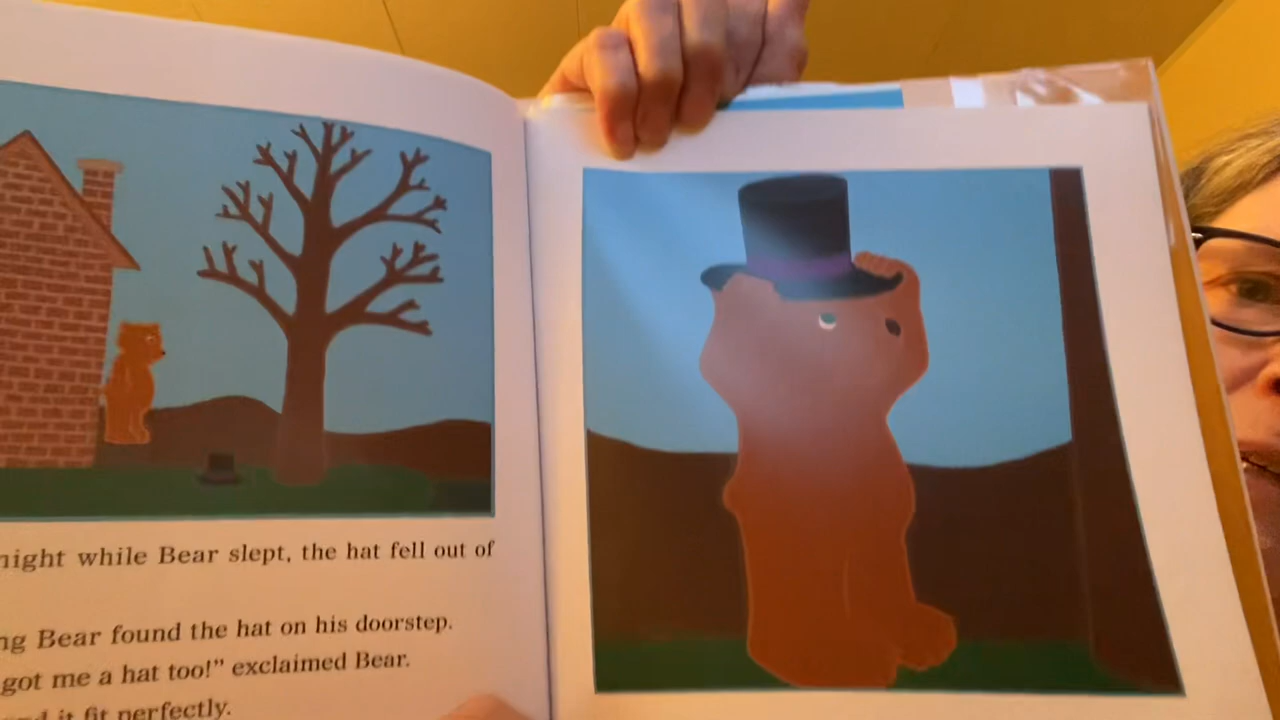 night while Bear slept, the hat fell out of
Bear found the hat on his doorstep.
got me a hat too!” exclaimed Bear.
it fit perfectly.